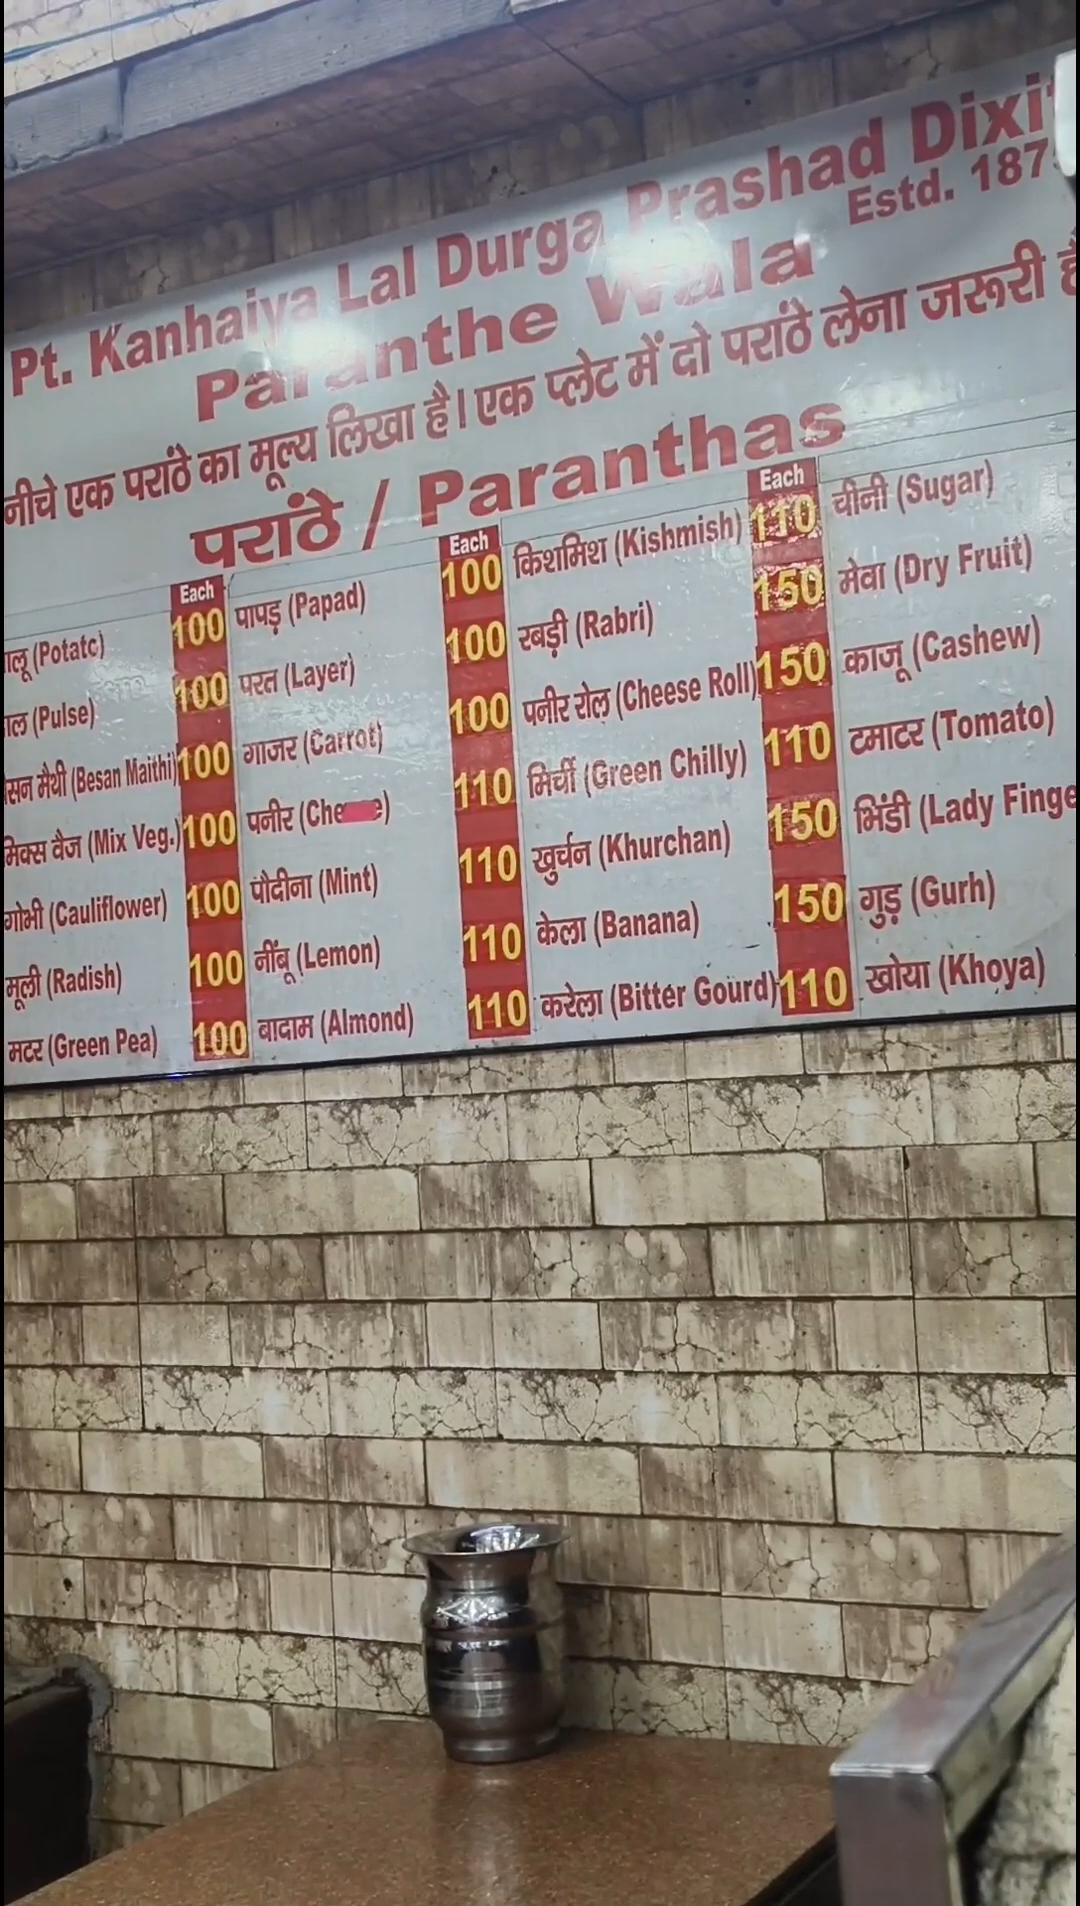 Pt. Kanhaiya Lal Durga Prashad Dixi
Estd. 187
Paranthe Wala
नीचे एक परांठे का मूल्य लिखा है। एक प्लेट में दो परांठे लेना जरूरी है
परांठे / Paranthas
Each
लू (Potato) 100
ल (Pulse) 100
सन मैथी (Besan Maithi) 100
मिक्स वैज (Mix Veg.) 100
गोभी (Cauliflower) 100
मूली (Radish) 100
मटर (Green Pea) 100
Each
पापड़ (Papad) 100
परत (Layer) 100
गाजर (Carrot) 100
पनीर 110
पौदीना (Mint) 110
नींबू (Lemon) 110
बादाम (Almond) 110
Each
किशमिश (Kishmish) 110
रबड़ी (Rabri) 150
पनीर रोल (Cheese Roll) 150
मिर्ची (Green Chilly) 110
खुर्चन (Khurchan) 150
केला (Banana) 150
करेला (Bitter Gourd) 110
चीनी (Sugar)
मेवा (Dry Fruit)
काजू (Cashew)
टमाटर (Tomato)
भिंडी (Lady Finge
गुड़ (Gurh)
खोया (Khoya)